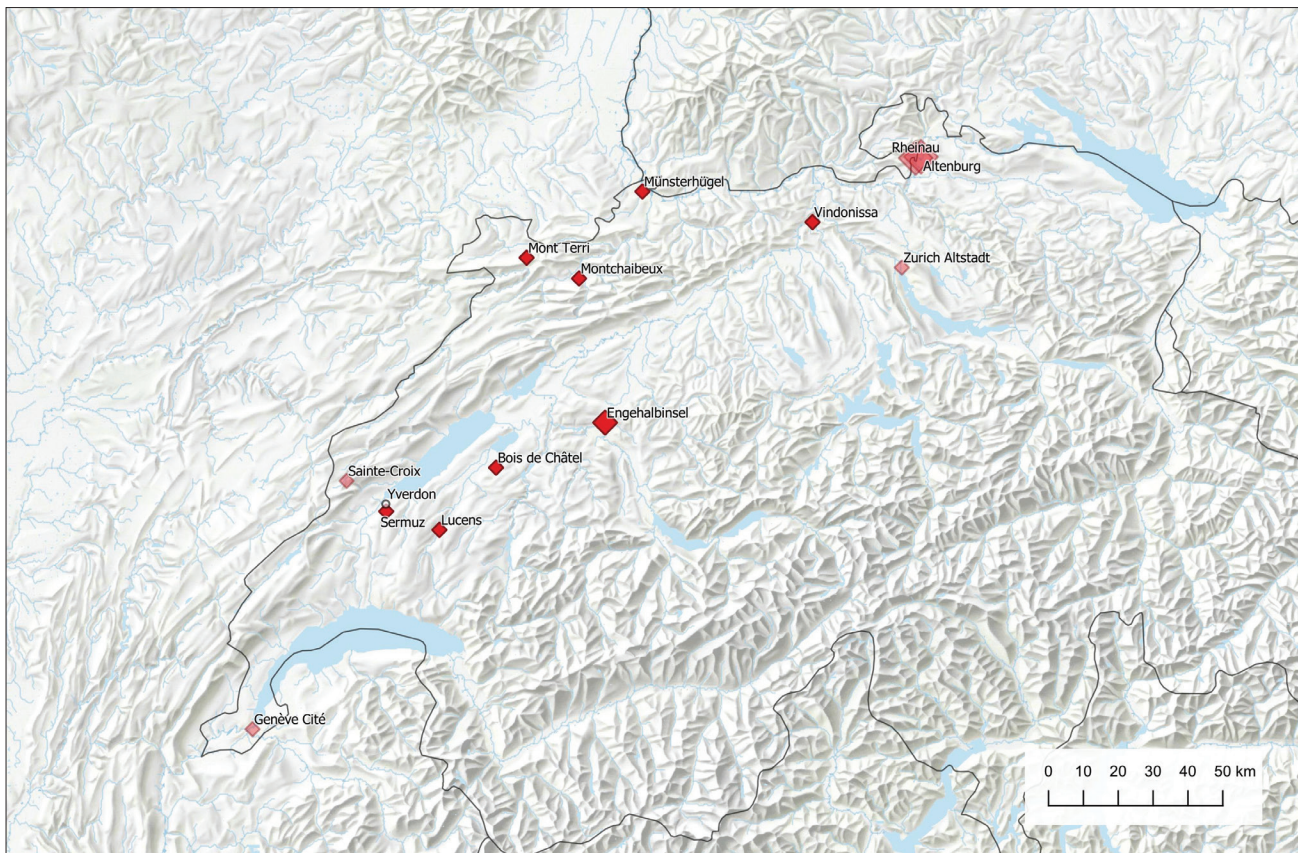 Rheinau
Altenburg
Münsterhügel
Vindonissa
Mont Terri
Zurich Altstadt
Montchaibeux
Engehalbinsel
Bois de Châtel
Sainte-Croix
Yverdon
Sermuz
Lucens
Genève Cité
0 10 20 30 40 50 km